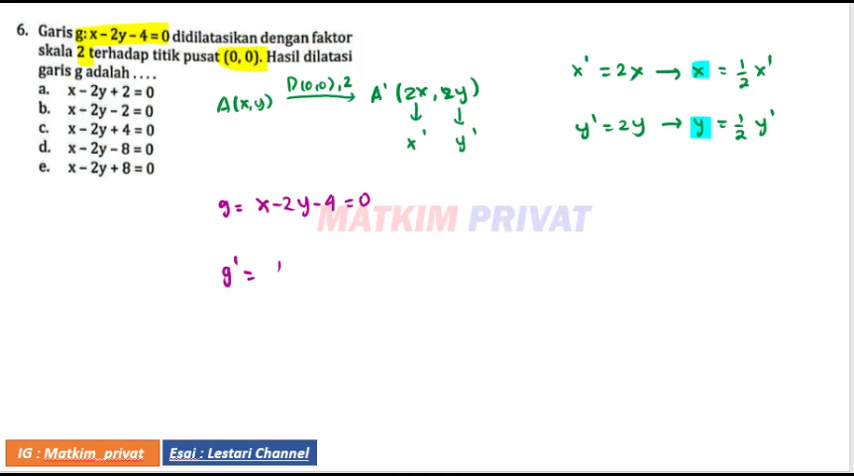 6. Garis g: x – 2y – 4 = 0 didilatasikan dengan faktor
skala 2 terhadap titik pusat (0, 0). Hasil dilatasi
garis g adalah . . . .
a. x – 2y + 2 = 0
b. x – 2y – 2 = 0
c. x – 2y + 4 = 0
d. x – 2y – 8 = 0
e. x – 2y + 8 = 0
A(x,y) D(0,0),2 → A' (2x, 2y)
↓ ↓
x' y'
x' = 2x → x = 1/2 x'
y' = 2y → y = 1/2 y'
g = x - 2y - 4 = 0
MATKIM PRIVAT
g' =
IG : Matkim_privat
Esai : Lestari Channel